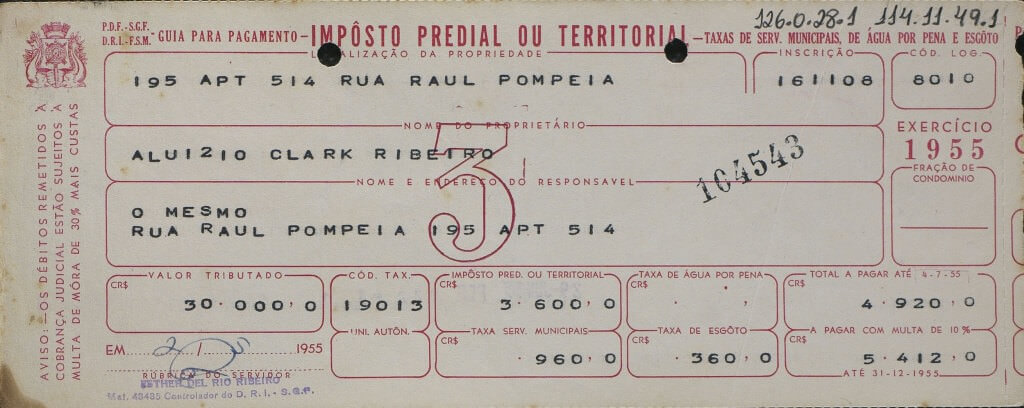 126.0.28.1 114.11.49.1
P.D.F. - S.G.F.
D.R.I. - F.S.M.
GUIA PARA PAGAMENTO - IMPÔSTO PREDIAL OU TERRITORIAL - TAXAS DE SERV. MUNICIPAIS, DE ÁGUA POR PENA E ESGÔTO
LOCALIZAÇÃO DA PROPRIEDADE
195 APT 514 RUA RAUL POMPEIA
INSCRIÇÃO
161108
CÓD. LOG.
8010
NOME DO PROPRIETÁRIO
ALUI2IO CLARK RIBEIRO
3
104543
EXERCÍCIO
1955
NOME E ENDEREÇO DO RESPONSAVEL
O MESMO
RUA RAUL POMPEIA 195 APT 514
FRAÇÃO DE
CONDOMINIO
VALOR TRIBUTADO
CR$ 30.000,0
CÓD. TAX.
19013
IMPÔSTO PRED. OU TERRITORIAL
CR$ 3.600,0
TAXA DE ÁGUA POR PENA
CR$ . , ,
TOTAL A PAGAR ATÉ 4-7-55
CR$ 4.920,0
EM 1955
RUBRICA DO SERVIDOR
ESTHER DEL RIO RIBEIRO
Mat. 48485 Controlador do D. R. I. - S.G.F.
UNI. AUTÔN.
TAXA SERV. MUNICIPAIS
CR$ .960,0
TAXA DE ESGÔTO
CR$ .360,0
A PAGAR COM MULTA DE 10%
5.412,0
ATÉ 31-12-1955
AVISO: - OS DÉBITOS REMETIDOS À
COBRANÇA JUDICIAL ESTÃO SUJEITOS A
MULTA DE MÓRA DE 30% MAIS CUSTAS